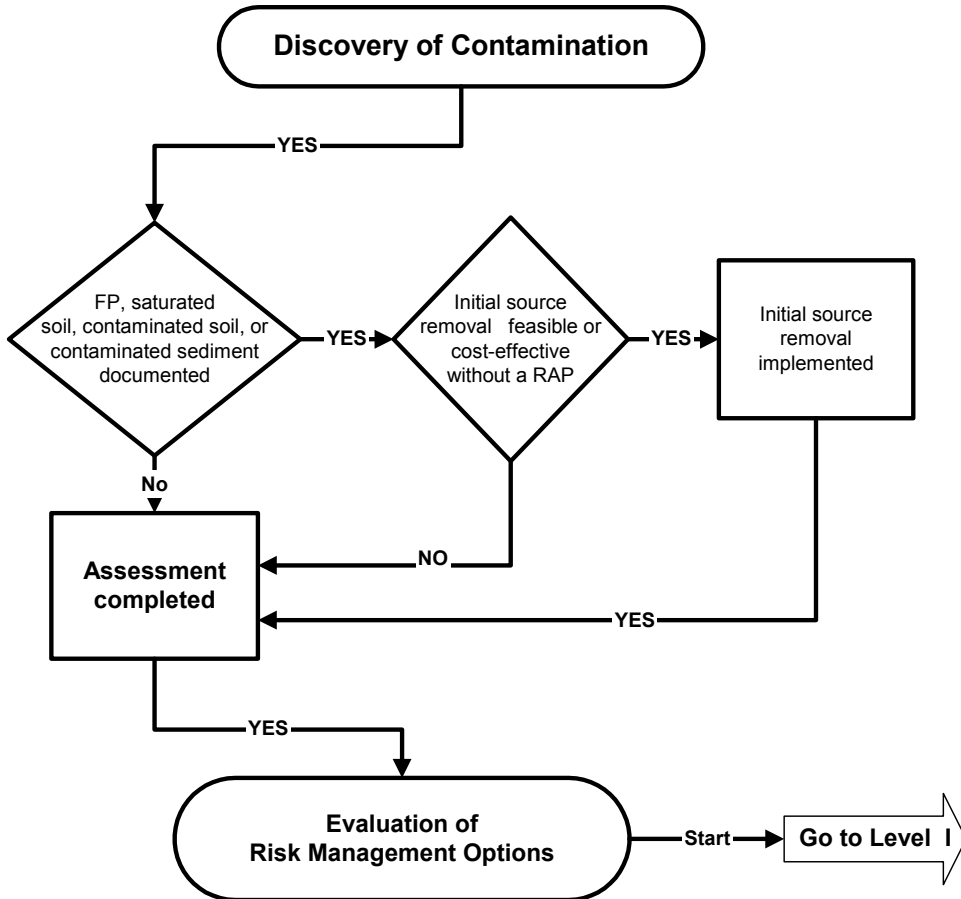 Discovery of Contamination
YES
FP, saturated
soil, contaminated soil, or
contaminated sediment
documented
YES
Initial source
removal feasible or
cost-effective
without a RAP
YES
Initial source
removal
implemented
No
NO
Assessment
completed
YES
YES
Evaluation of
Risk Management Options
Start
Go to Level I